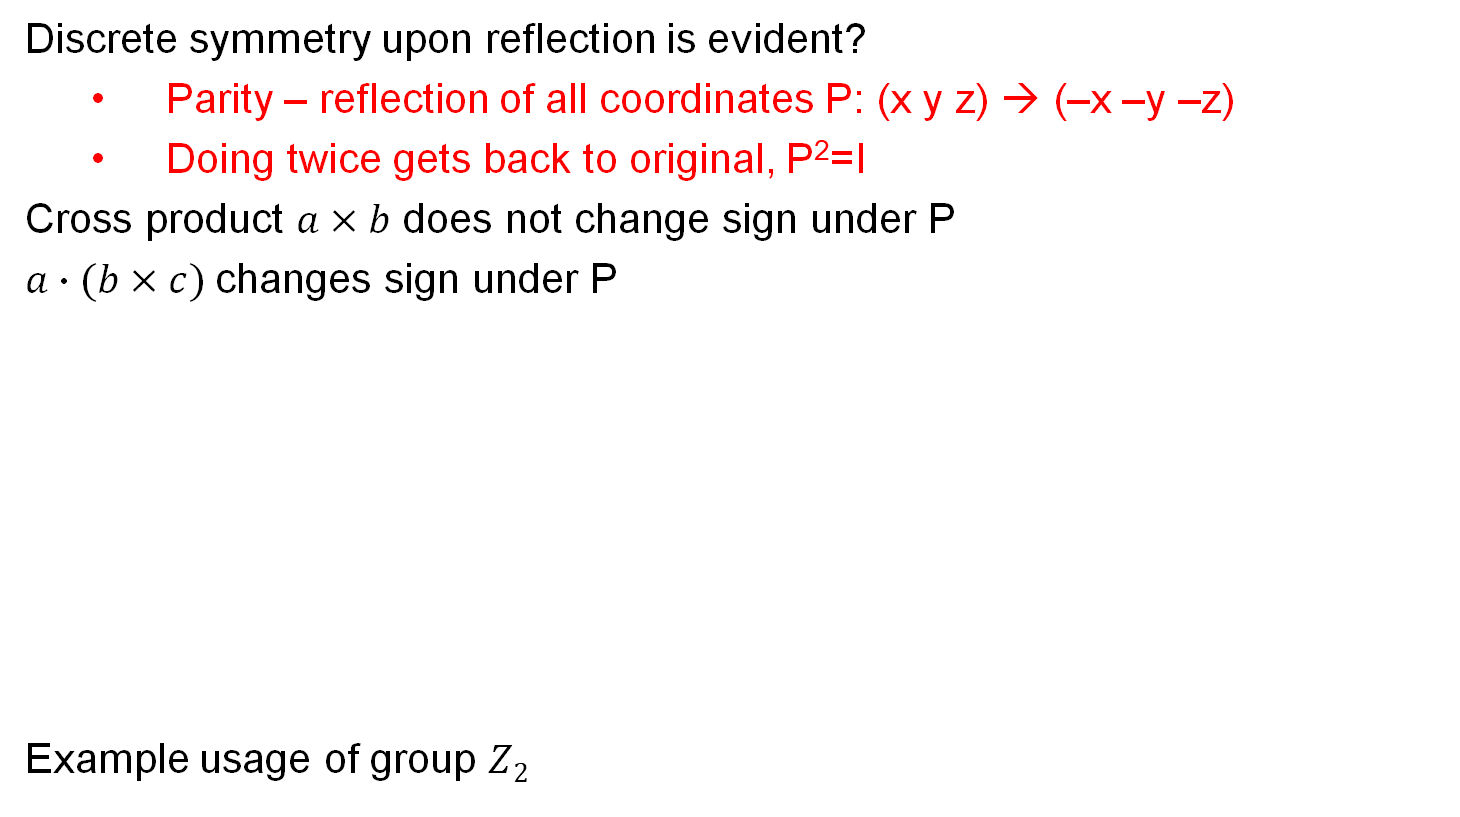 Discrete symmetry upon reflection is evident?
• Parity – reflection of all coordinates P: (x y z) → (–x –y –z)
• Doing twice gets back to original, P²=I
Cross product 𝑎 × 𝑏 does not change sign under P
𝑎 · (𝑏 × 𝑐) changes sign under P
Example usage of group 𝑍₂